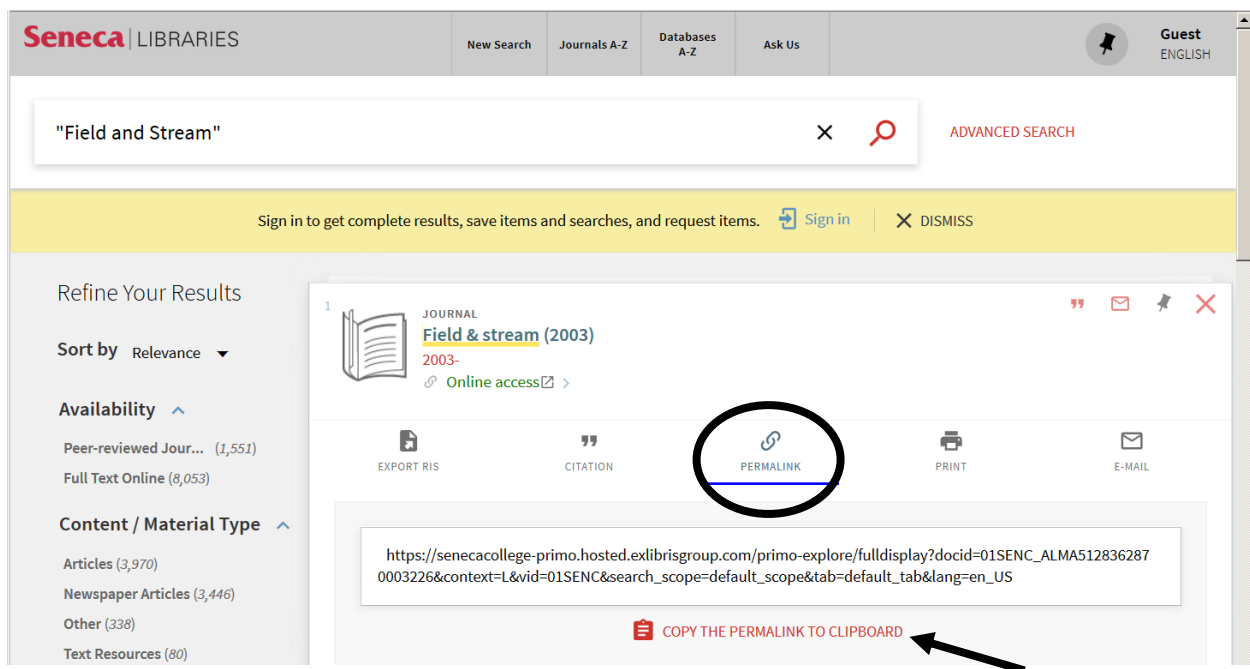 Seneca LIBRARIES
New Search
Journals A-Z
Databases
A-Z
Ask Us
Guest
ENGLISH
"Field and Stream"
ADVANCED SEARCH
Sign in to get complete results, save items and searches, and request items.
Sign in
DISMISS
Refine Your Results
Sort by Relevance
Availability
Peer-reviewed Jour... (1,551)
Full Text Online (8,053)
Content / Material Type
Articles (3,970)
Newspaper Articles (3,446)
Other (338)
Text Resources (80)
1
JOURNAL
Field & stream (2003)
2003-
Online access
EXPORT RIS
CITATION
PERMALINK
PRINT
E-MAIL
https://senecacollege-primo.hosted.exlibrisgroup.com/primo-explore/fulldisplay?docid=01SENC_ALMA512836287
0003226&context=L&vid=01SENC&search_scope=default_scope&tab=default_tab&lang=en_US
COPY THE PERMALINK TO CLIPBOARD